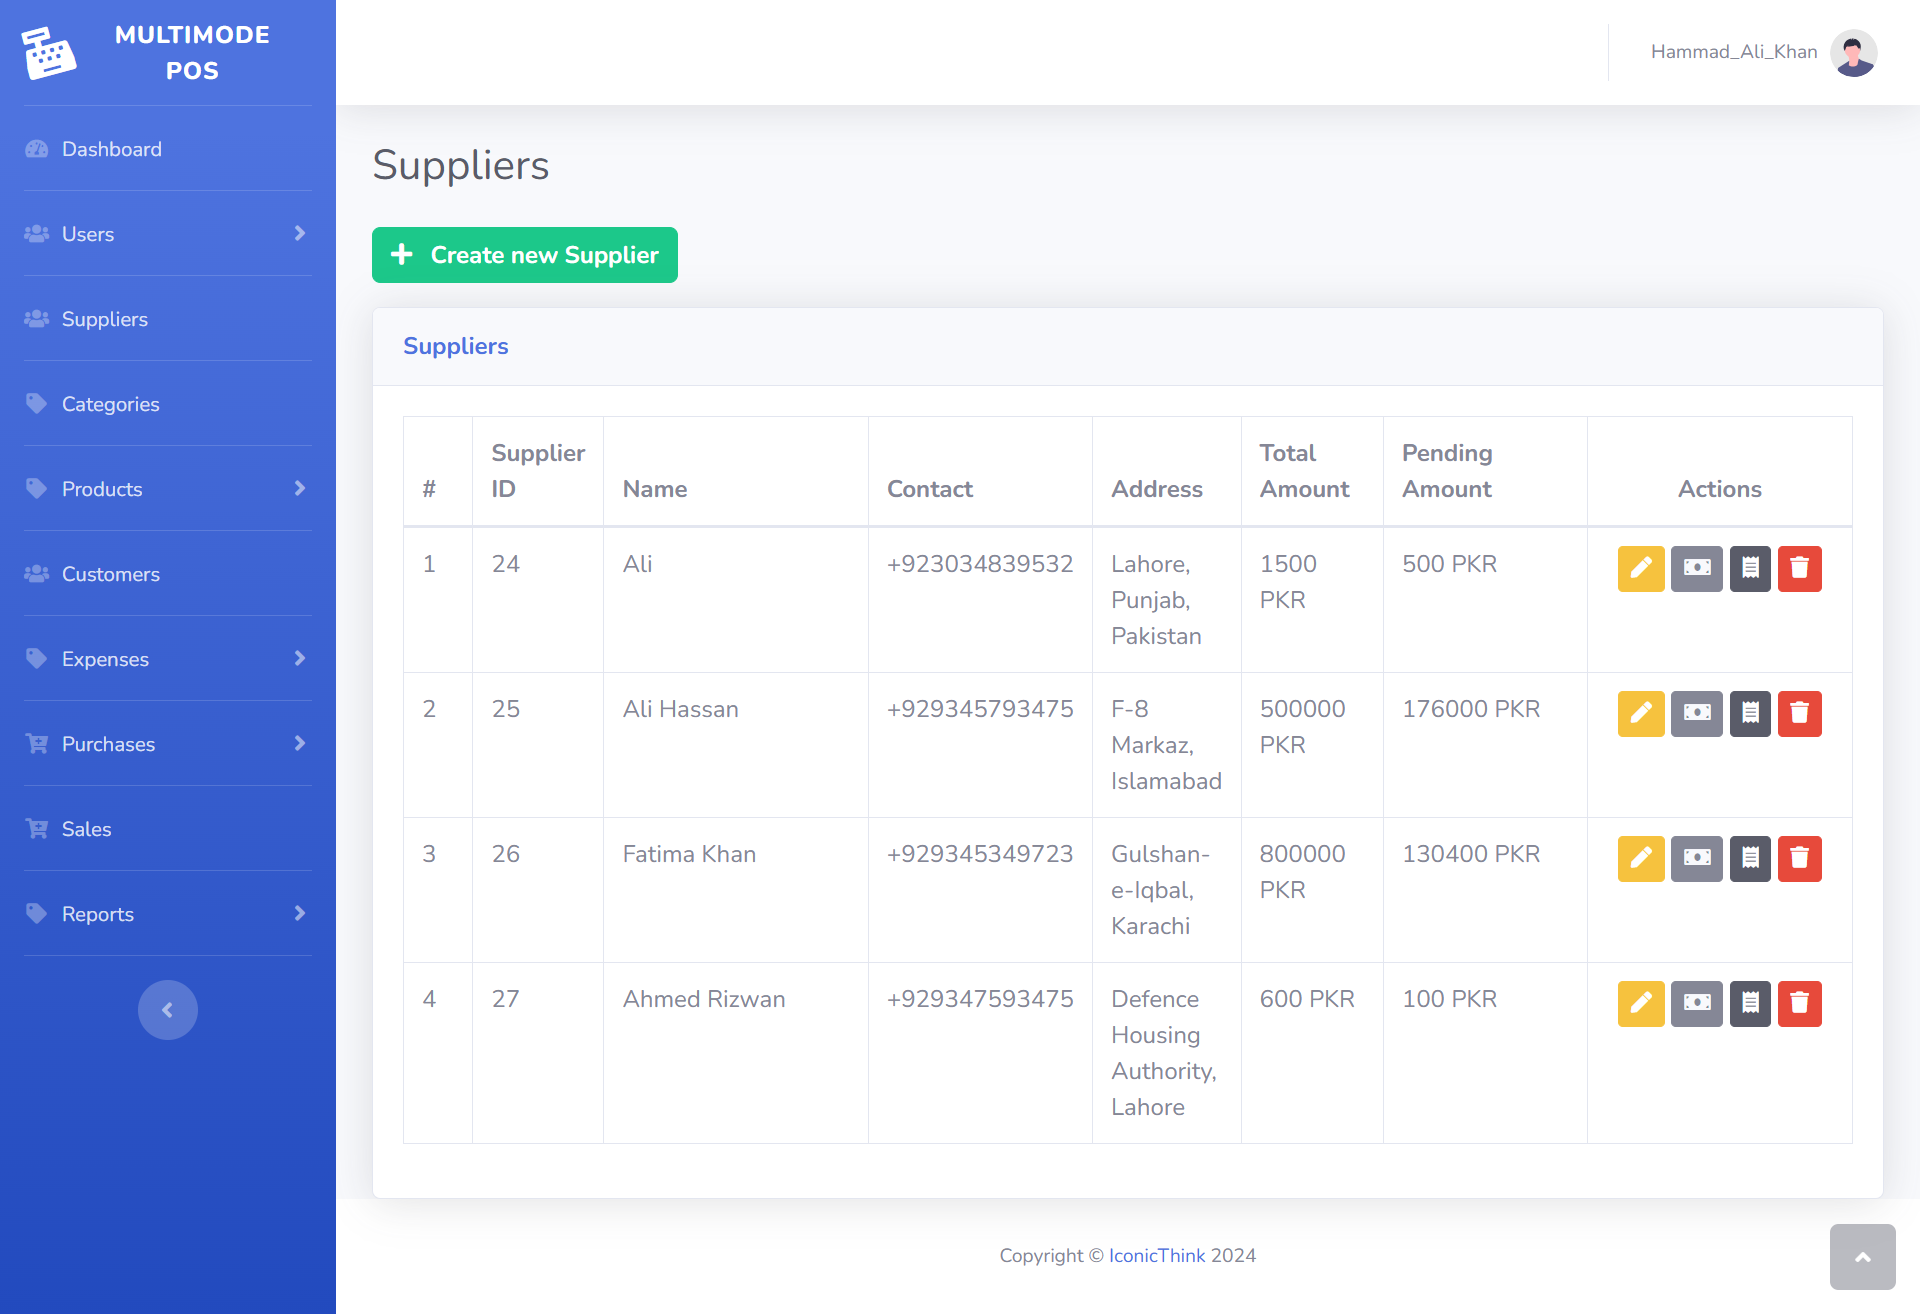 MULTIMODE
POS
Hammad_Ali_Khan
Dashboard
Users
Suppliers
Categories
Products
Customers
Expenses
Purchases
Sales
Reports
Suppliers
Create new Supplier
Suppliers
# Supplier ID Name Contact Address Total Amount Pending Amount Actions
1 24 Ali +923034839532 Lahore, 1500 500 PKR
Punjab, PKR
Pakistan
2 25 Ali Hassan +929345793475 F-8 500000 176000 PKR
Markaz, PKR
Islamabad
3 26 Fatima Khan +929345349723 Gulshan- 800000 130400 PKR
e-Iqbal, PKR
Karachi
4 27 Ahmed Rizwan +929347593475 Defence 600 PKR 100 PKR
Housing
Authority,
Lahore
Copyright © IconicThink 2024